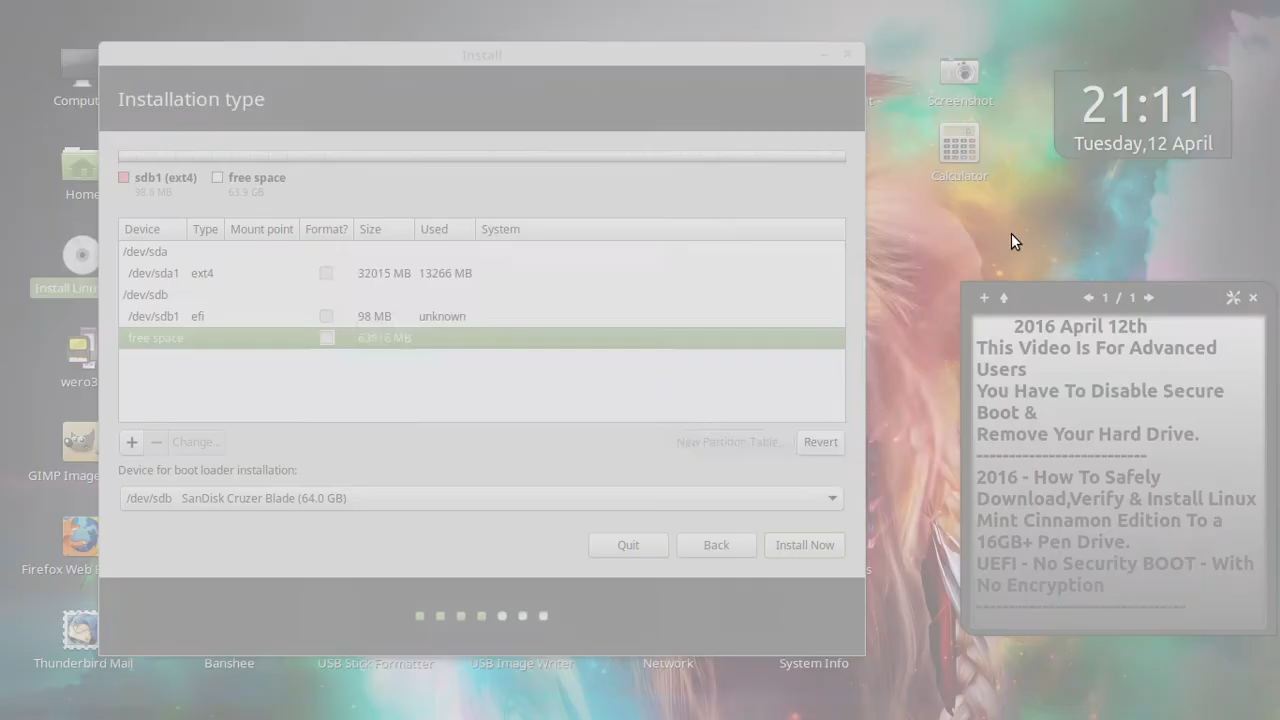 Install
Installation type
sdb1 (ext4)
98.8 MB
free space
63.9 GB
Device Type Mount point Format? Size Used System
/dev/sda
/dev/sda1 ext4 32015 MB 13266 MB
/dev/sdb
/dev/sdb1 efi 98 MB unknown
free space MB
+ − Change... New Partition Table... Revert
Device for boot loader installation:
/dev/sdb SanDisk Cruzer Blade (64.0 GB)
Quit Back Install Now
Comput
Home
Install Linu
wero3
GIMP Image
Firefox Web B
Thunderbird Mail
Banshee
USB Stick Formatter
USB Image Writer
Network
System Info
Screenshot
Calculator
21:11
Tuesday,12 April
1 / 1
2016 April 12th
This Video Is For Advanced
Users
You Have To Disable Secure
Boot &
Remove Your Hard Drive.
----------------------------
2016 - How To Safely
Download,Verify & Install Linux
Mint Cinnamon Edition To a
16GB+ Pen Drive.
UEFI - No Security BOOT - With
No Encryption
----------------------------------